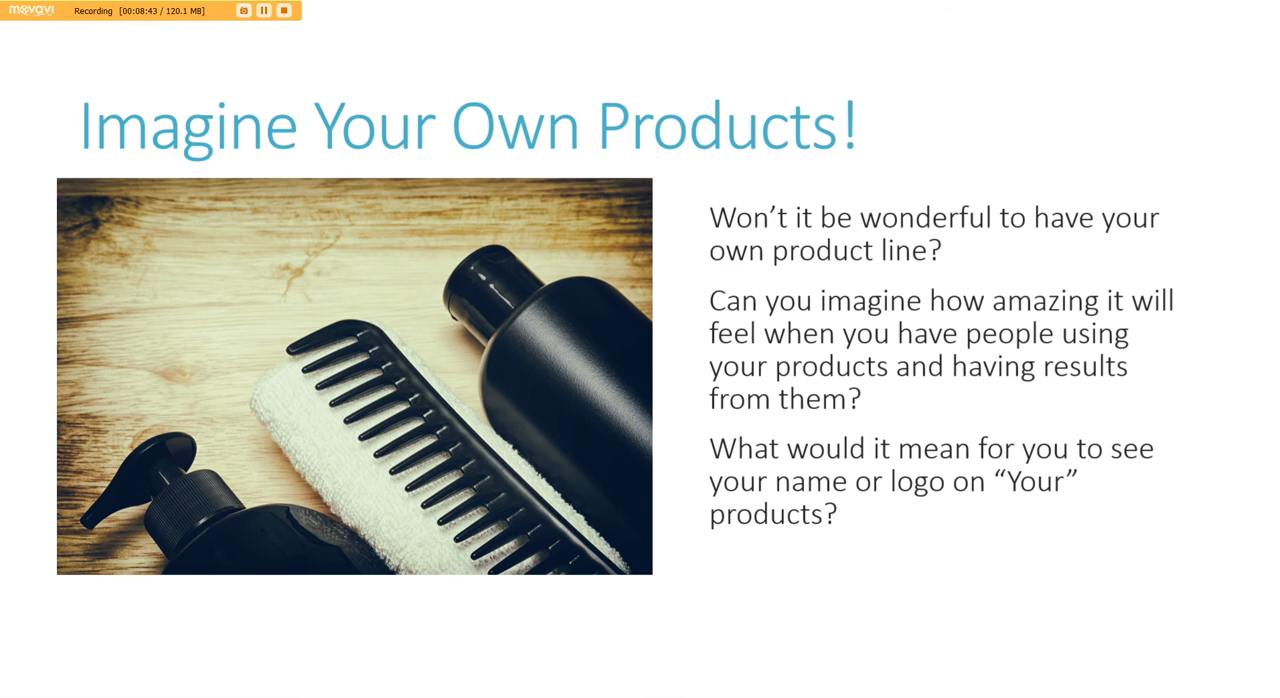 movavi Recording [00:08:43 / 120.1 MB]
Imagine Your Own Products!
Won’t it be wonderful to have your
own product line?
Can you imagine how amazing it will
feel when you have people using
your products and having results
from them?
What would it mean for you to see
your name or logo on “Your”
products?